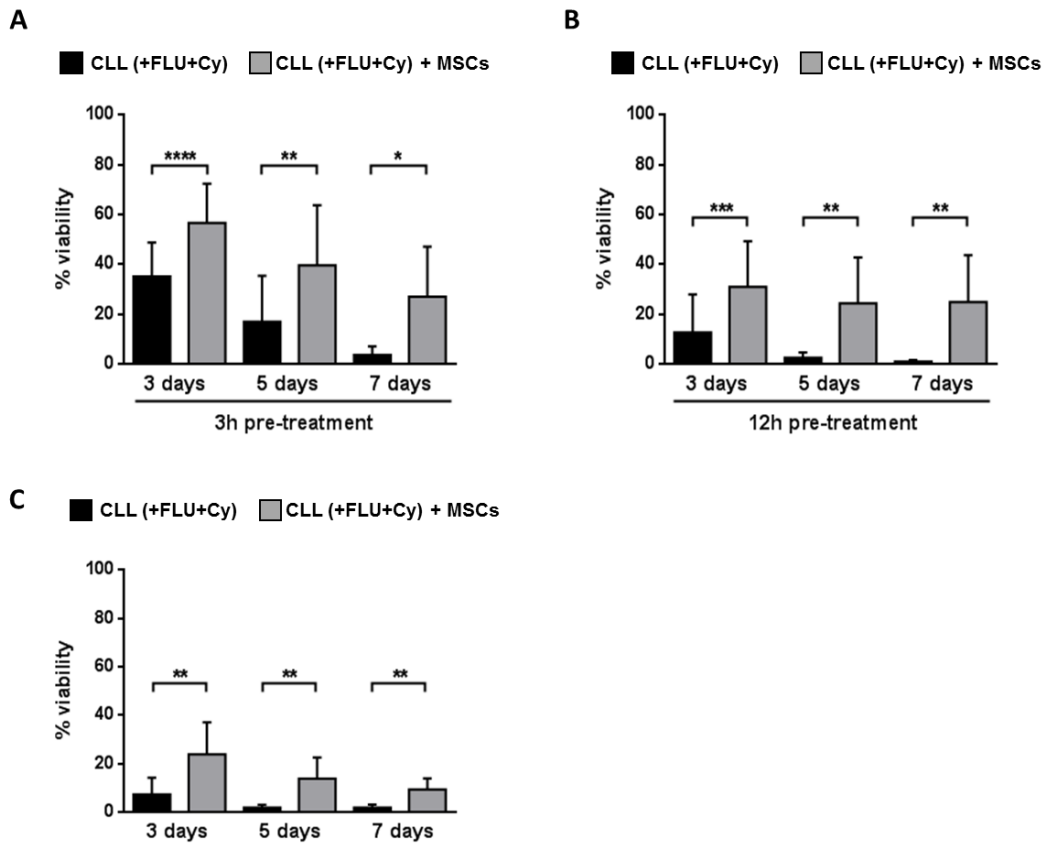 A
CLL (+FLU+Cy) CLL (+FLU+Cy) + MSCs
% viability
100
80
60
40
20
0
**** ** *
3 days 5 days 7 days
3h pre-treatment
B
CLL (+FLU+Cy) CLL (+FLU+Cy) + MSCs
% viability
100
80
60
40
20
0
*** ** **
3 days 5 days 7 days
12h pre-treatment
C
CLL (+FLU+Cy) CLL (+FLU+Cy) + MSCs
% viability
100
80
60
40
20
0
** ** **
3 days 5 days 7 days